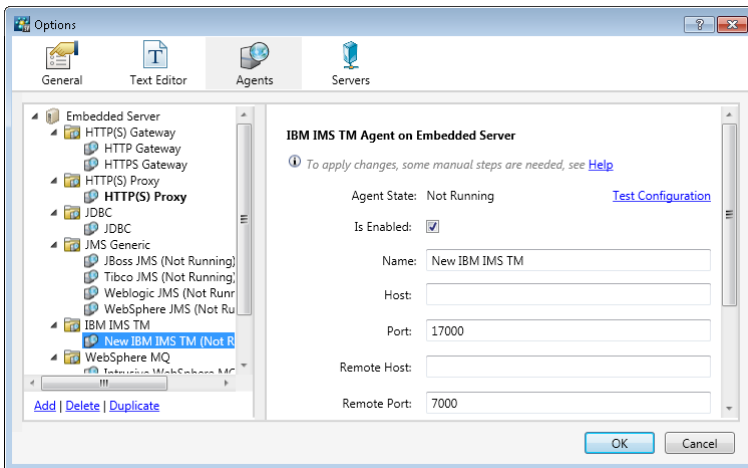 Options
General
Text Editor
Agents
Servers
Embedded Server
HTTP(S) Gateway
HTTP Gateway
HTTPS Gateway
HTTP(S) Proxy
HTTP(S) Proxy
JDBC
JDBC
JMS Generic
JBoss JMS (Not Running)
Tibco JMS (Not Running)
Weblogic JMS (Not Runr
WebSphere JMS (Not Ru
IBM IMS TM
New IBM IMS TM (Not R
WebSphere MQ
Intrusive WebSphere MC
Add | Delete | Duplicate
IBM IMS TM Agent on Embedded Server
To apply changes, some manual steps are needed, see Help
Agent State: Not Running Test Configuration
Is Enabled:
Name: New IBM IMS TM
Host:
Port: 17000
Remote Host:
Remote Port: 7000
OK Cancel